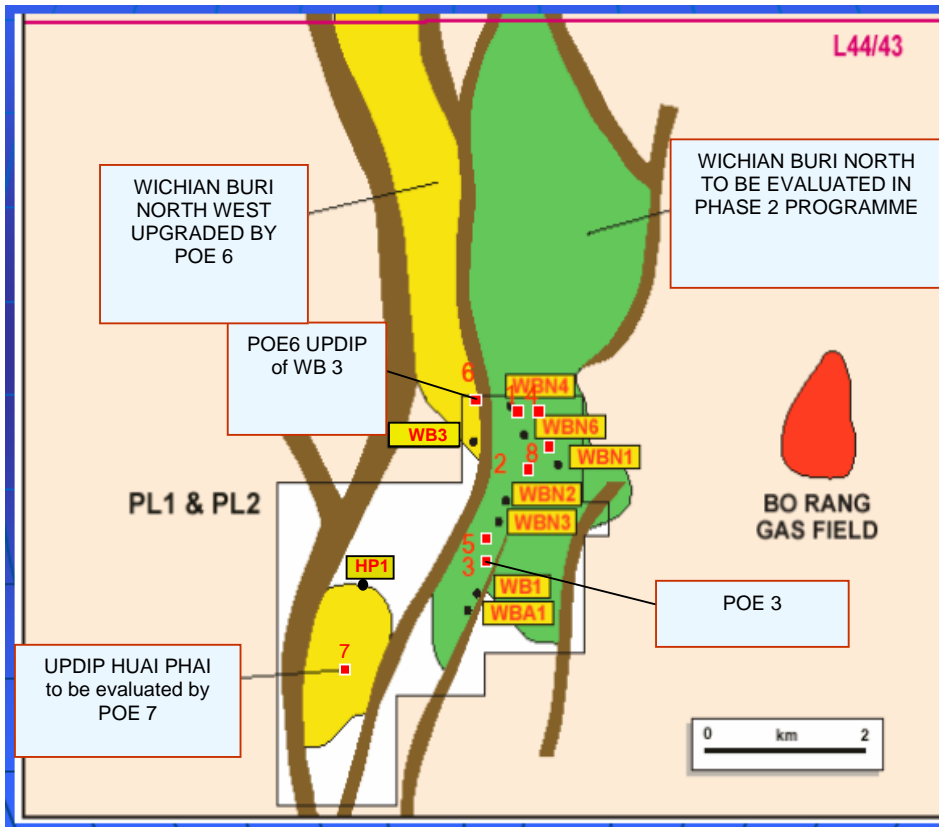 L44/43
WICHIAN BURI
NORTH WEST
UPGRADED BY
POE 6
WICHIAN BURI NORTH
TO BE EVALUATED IN
PHASE 2 PROGRAMME
POE6 UPDIP
of WB 3
6
WBN4
1
4
WB3
WBN6
8
2
WBN1
WBN2
PL1 & PL2
WBN3
BO RANG
GAS FIELD
5
3
HP1
WB1
WBA1
POE 3
7
UPDIP HUAI PHAI
to be evaluated by
POE 7
0 km 2